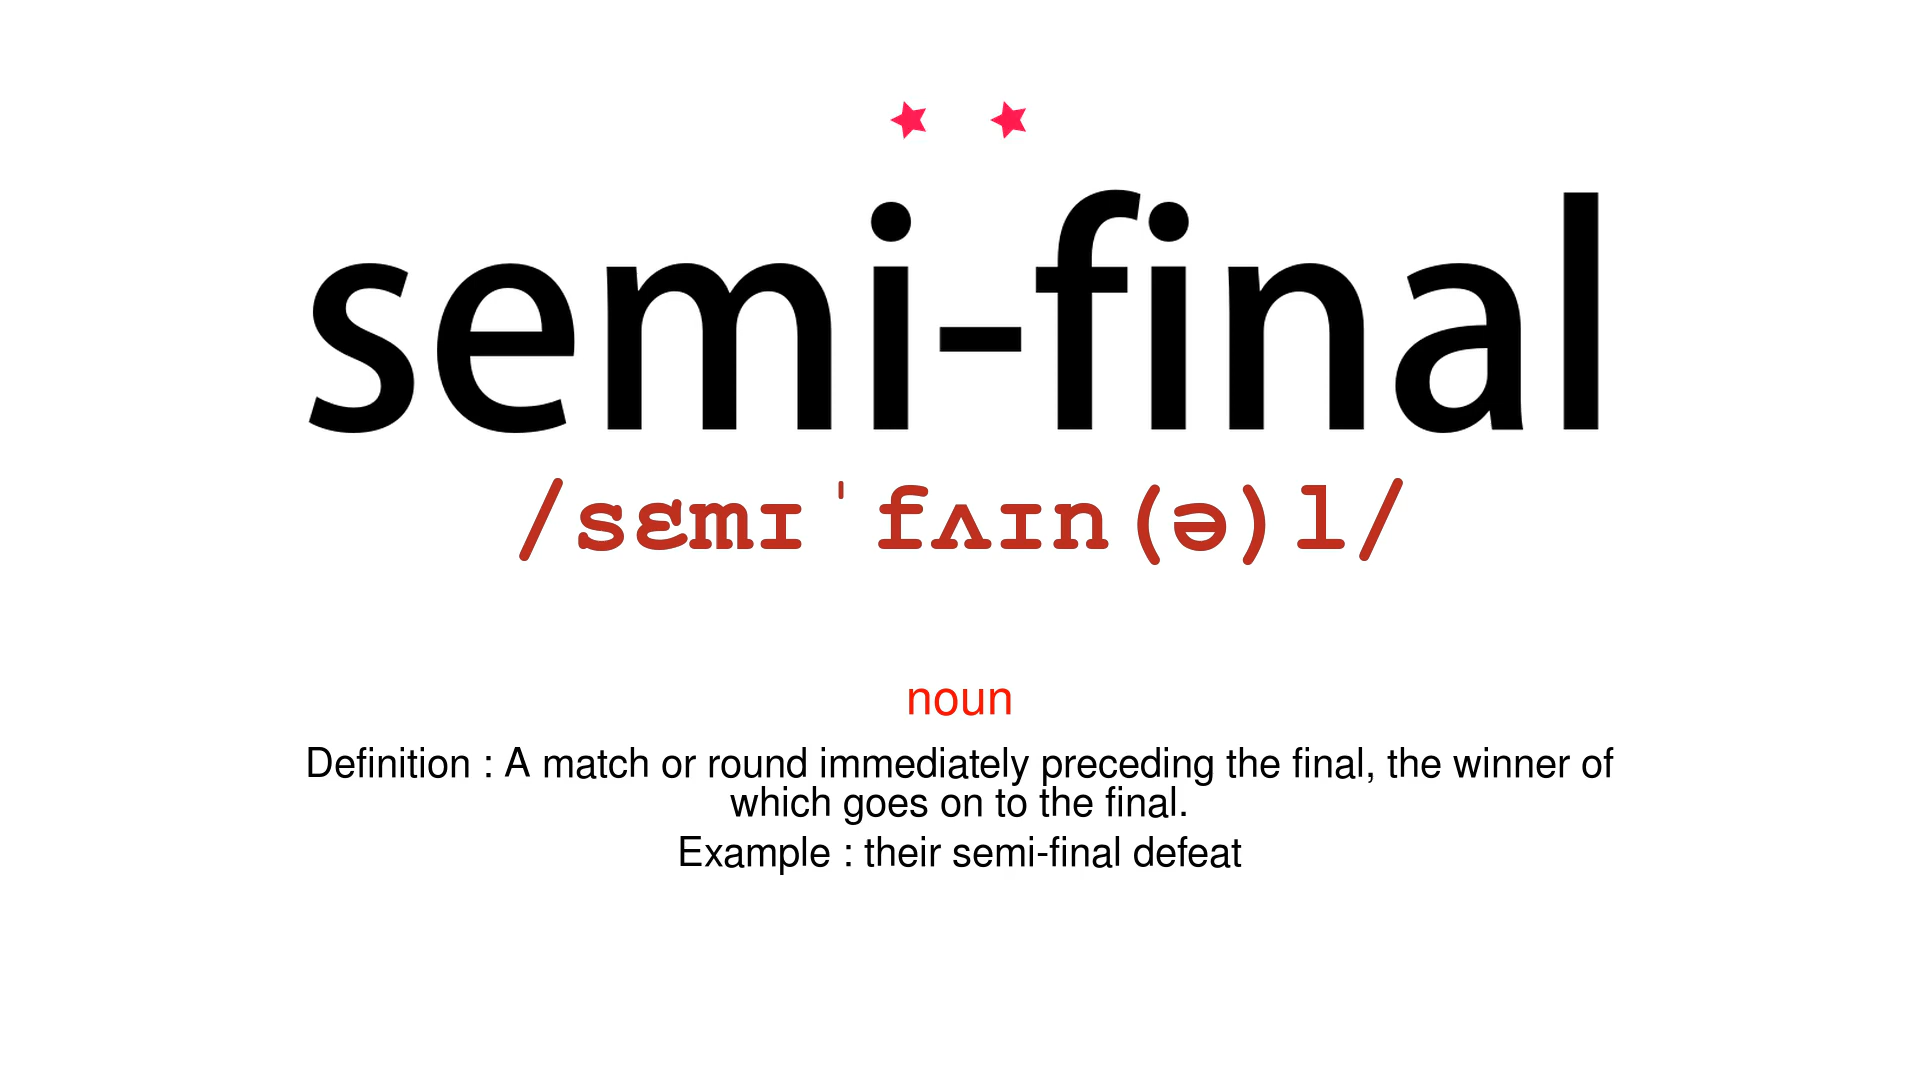 semi-final
/sɛmɪˈfʌɪn(ə)l/
noun
Definition : A match or round immediately preceding the final, the winner of
which goes on to the final.
Example : their semi-final defeat